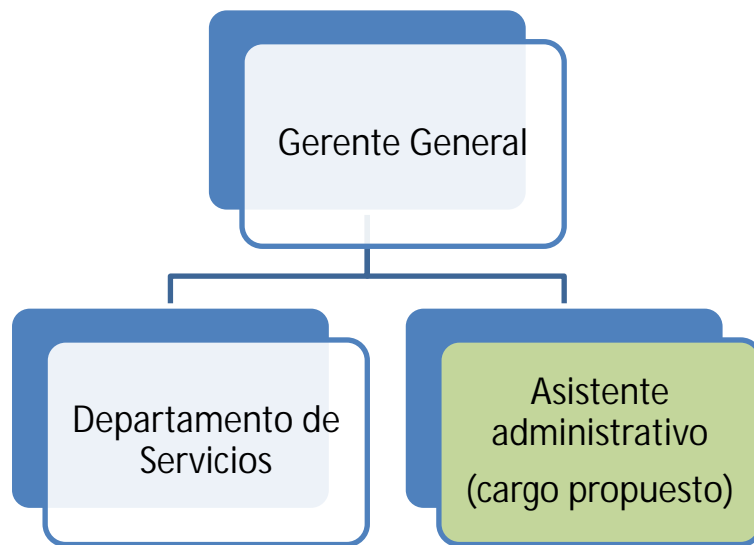 Gerente General
Departamento de
Servicios
Asistente
administrativo
(cargo propuesto)